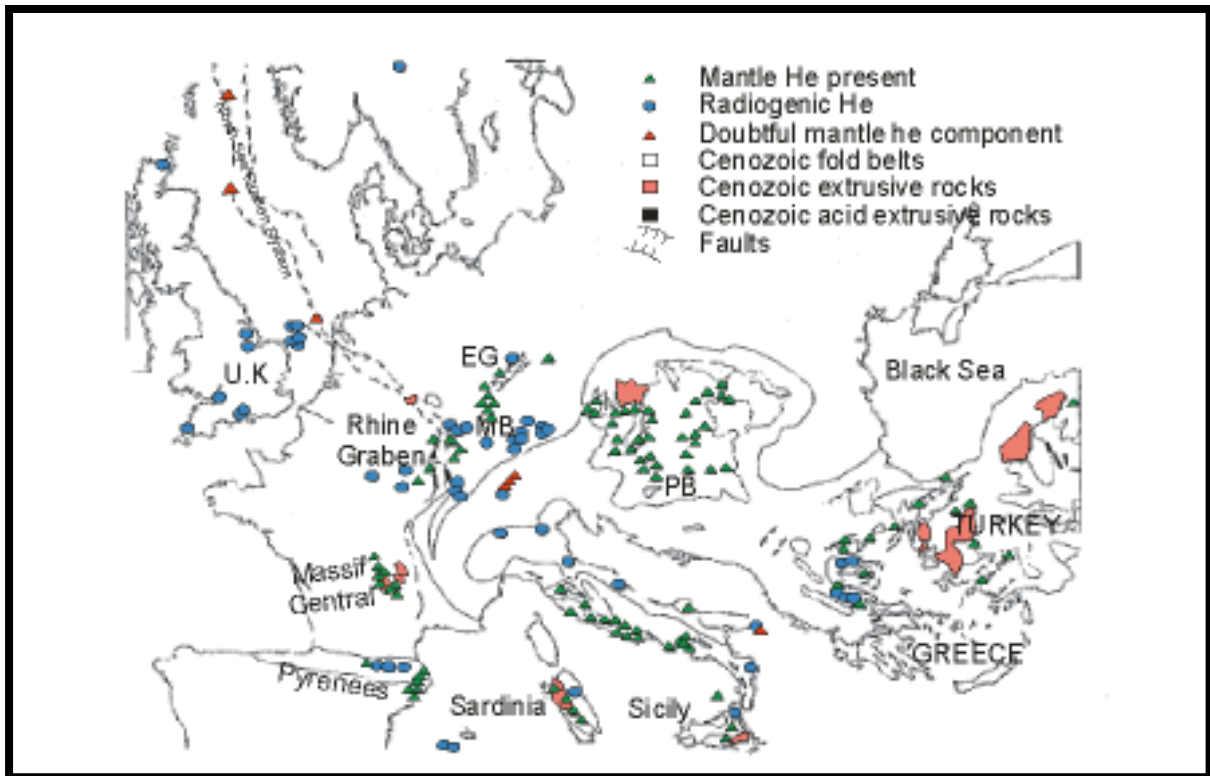 Mantle He present
Radiogenic He
Doubtful mantle he component
Cenozoic fold belts
Cenozoic extrusive rocks
Cenozoic acid extrusive rocks
Faults
System
EG
U.K
Black Sea
Rhine
Graben
MB
PB
TURKEY
Massif
Central
GREECE
Pyrenees
Sardinia
Sicily